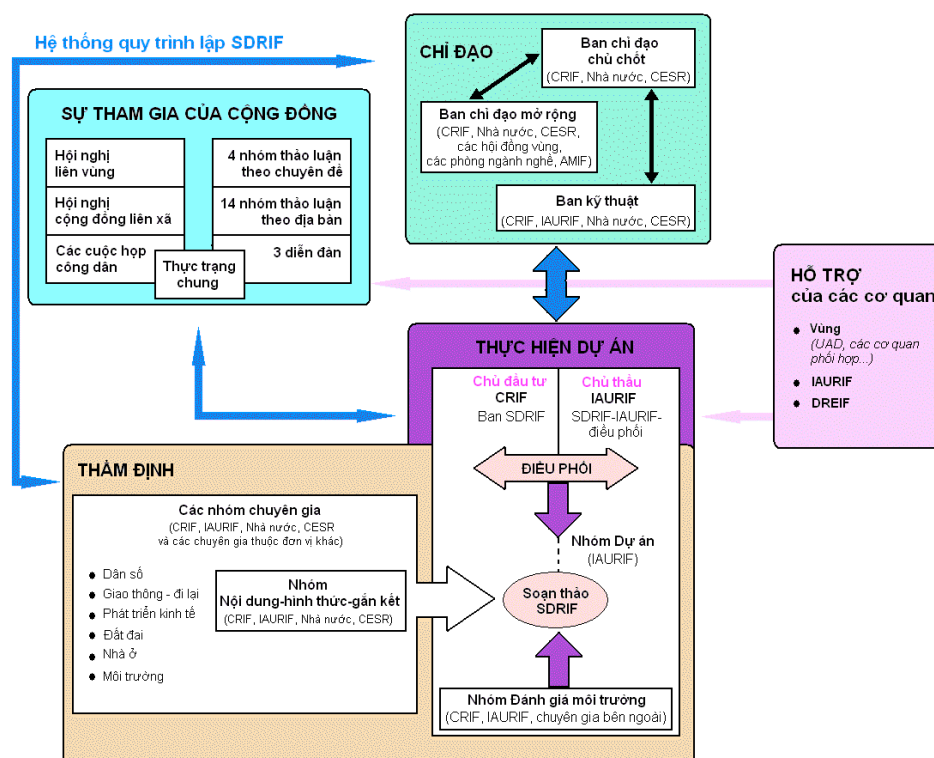 Hệ thống quy trình lập SDRIF
CHỈ ĐẠO
Ban chỉ đạo
chủ chốt
(CRIF, Nhà nước, CESR)
Ban chỉ đạo mở rộng
(CRIF, Nhà nước, CESR,
các hội đồng vùng,
các phòng ngành nghề, AMIF)
Ban kỹ thuật
(CRIF, IAURIF, Nhà nước, CESR)
SỰ THAM GIA CỦA CỘNG ĐỒNG
Hội nghị
liên vùng
4 nhóm thảo luận
theo chuyên đề
Hội nghị
cộng đồng liên xã
14 nhóm thảo luận
theo địa bàn
Các cuộc họp
công dân
3 diễn đàn
Thực trạng
chung
HỖ TRỢ
của các cơ quan
Vùng
(UAD, các cơ quan
phối hợp...)
IAURIF
DREIF
THỰC HIỆN DỰ ÁN
Chủ đầu tư
CRIF
Ban SDRIF
Chủ thầu
IAURIF
SDRIF-IAURIF-
điều phối
ĐIỀU PHỐI
Nhóm Dự án
(IAURIF)
Soạn thảo
SDRIF
Nhóm Đánh giá môi trường
(CRIF, IAURIF, chuyên gia bên ngoài)
THẨM ĐỊNH
Các nhóm chuyên gia
(CRIF, IAURIF, Nhà nước, CESR
và các chuyên gia thuộc đơn vị khác)
Dân số
Giao thông - đi lại
Phát triển kinh tế
Đất đai
Nhà ở
Môi trường
Nhóm
Nội dung-hình thức-gắn kết
(CRIF, IAURIF, Nhà nước, CESR)